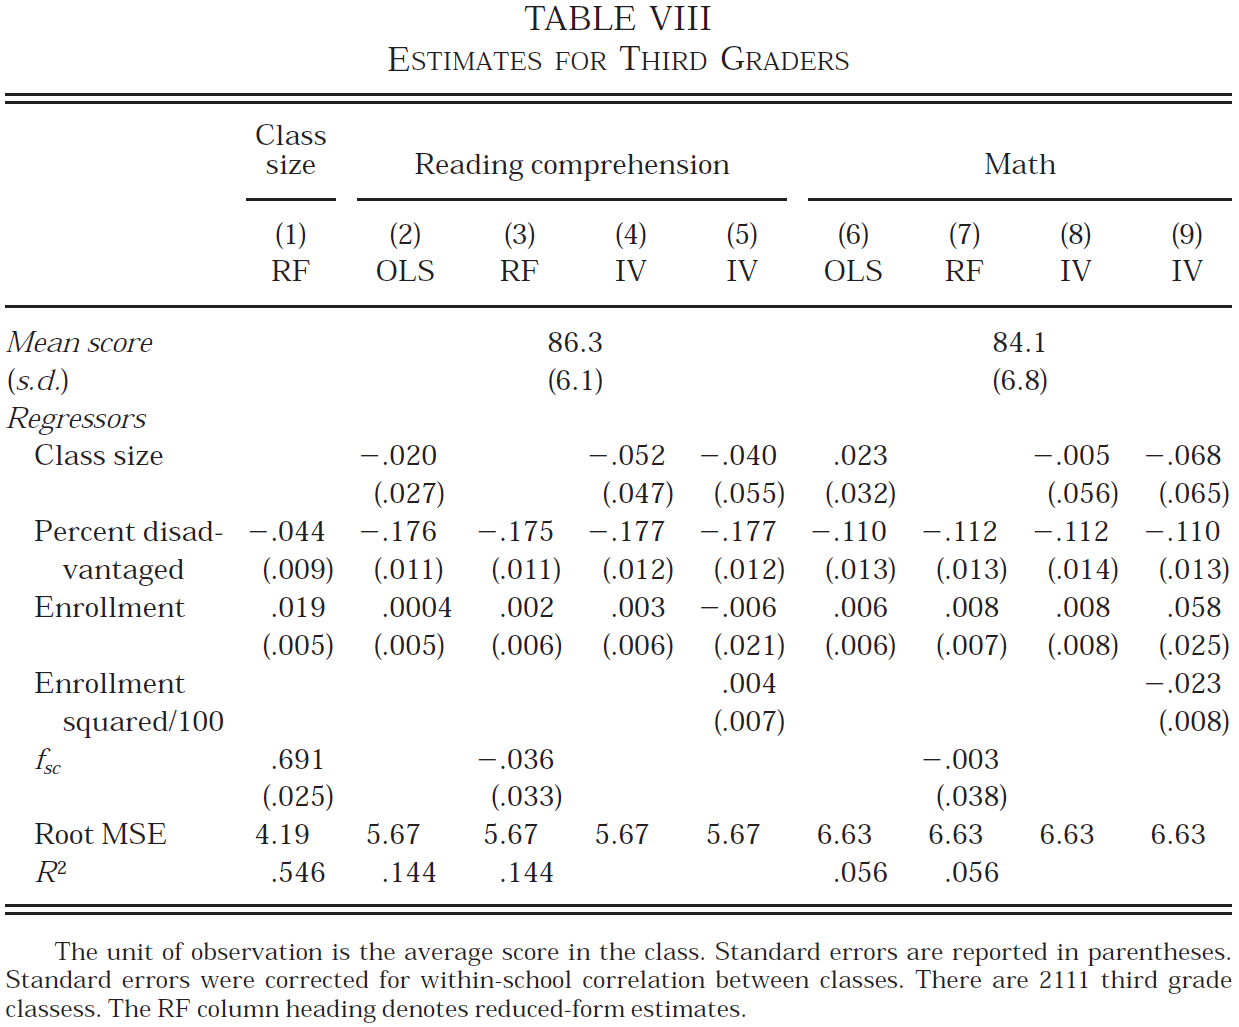 TABLE VIII
ESTIMATES FOR THIRD GRADERS
Class size Reading comprehension Math
(1) (2) (3) (4) (5) (6) (7) (8) (9)
RF OLS RF IV IV OLS RF IV IV
Mean score 86.3 84.1
(s.d.) (6.1) (6.8)
Regressors
Class size −.020 −.052 −.040 .023 −.005 −.068
(.027) (.047) (.055) (.032) (.056) (.065)
Percent disad- −.044 −.176 −.175 −.177 −.177 −.110 −.112 −.112 −.110
vantaged (.009) (.011) (.011) (.012) (.012) (.013) (.013) (.014) (.013)
Enrollment .019 .0004 .002 .003 −.006 .006 .008 .008 .058
(.005) (.005) (.006) (.006) (.021) (.006) (.007) (.008) (.025)
Enrollment .004 −.023
squared/100 (.007) (.008)
fsc .691 −.036 −.003
(.025) (.033) (.038)
Root MSE 4.19 5.67 5.67 5.67 5.67 6.63 6.63 6.63 6.63
R² .546 .144 .144 .056 .056
The unit of observation is the average score in the class. Standard errors are reported in parentheses.
Standard errors were corrected for within-school correlation between classes. There are 2111 third grade
classess. The RF column heading denotes reduced-form estimates.